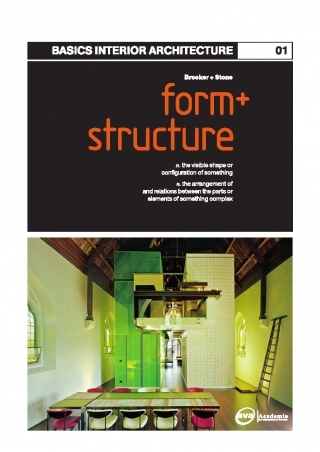 BASICS INTERIOR ARCHITECTURE 01
Brooker + Stone
form+
structure
n. the visible shape or
configuration of something
n. the arrangement of
and relations between the parts or
elements of something complex
ava Academia